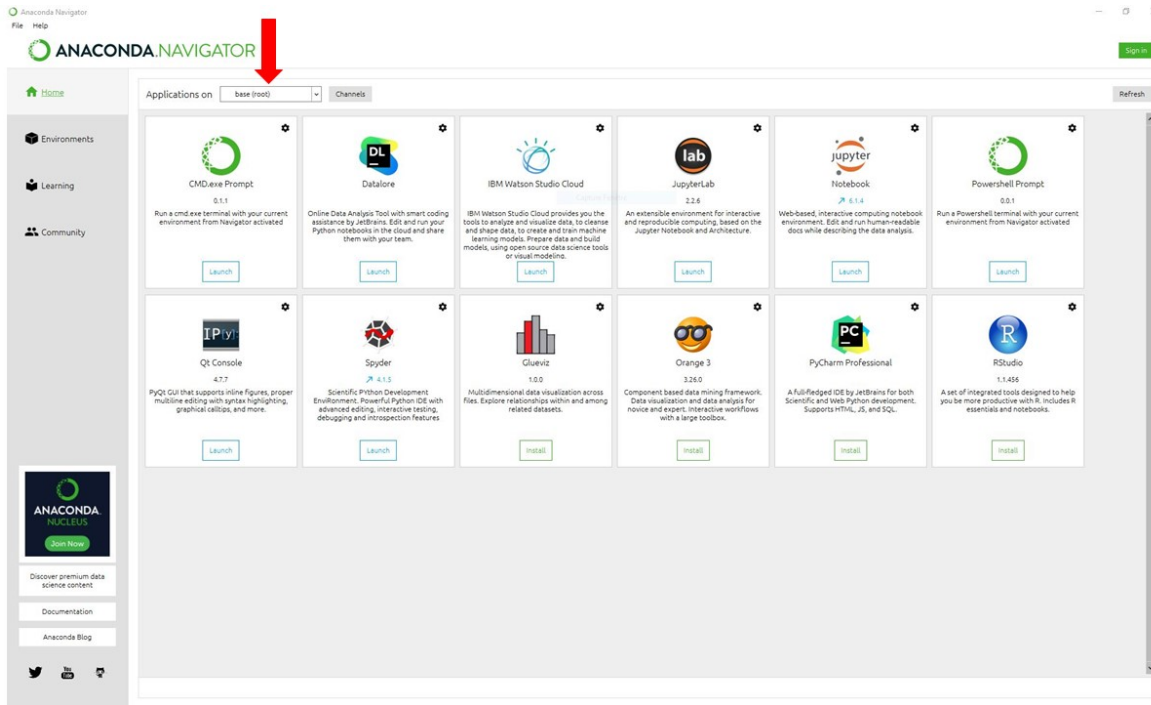 Anaconda Navigator
File Help
ANACONDA.NAVIGATOR
Sign in
Home
Environments
Learning
Community
Applications on base (root) Channels
Refresh
CMD.exe Prompt
0.1.1
Run a cmd.exe terminal with your current
environment from Navigator activated
Launch
DL
Datalore
Online Data Analysis Tool with smart coding
assistance by JetBrains. Edit and run your
Python notebooks in the cloud and share
them with your team.
Launch
IBM Watson Studio Cloud
IBM Watson Studio Cloud provides you the
tools to analyze and visualize data, to cleanse
and shape data, to create and train machine
learning models. Prepare data and build
models, using open source data science tools
or visual modeling.
Launch
lab
JupyterLab
2.2.6
An extensible environment for interactive
and reproducible computing, based on the
Jupyter Notebook and Architecture.
Launch
jupyter
Notebook
6.1.4
Web-based, interactive computing notebook
environment. Edit and run human-readable
docs while describing the data analysis.
Launch
Powershell Prompt
0.0.1
Run a Powershell terminal with your current
environment from Navigator activated
Launch
IP[y]:
Qt Console
4.7.7
PyQt GUI that supports inline figures, proper
multiline editing with syntax highlighting,
graphical calltips, and more.
Launch
Spyder
4.1.5
Scientific PYthon Development
EnviRonment. Powerful Python IDE with
advanced editing, interactive testing,
debugging and introspection features
Launch
Glueviz
1.0.0
Multidimensional data visualization across
files. Explore relationships within and among
related datasets.
Install
Orange 3
3.26.0
Component based data mining framework.
Data visualization and data analysis for
novice and expert. Interactive workflows
with a large toolbox.
Install
PC
PyCharm Professional
A full-fledged IDE by JetBrains for both
Scientific and Web Python development.
Supports HTML, JS, and SQL.
Install
R
RStudio
1.1.456
A set of integrated tools designed to help
you be more productive with R. Includes R
essentials and notebooks.
Install
ANACONDA.
NUCLEUS
Join Now
Discover premium data
science content
Documentation
Anaconda Blog
You
Tube